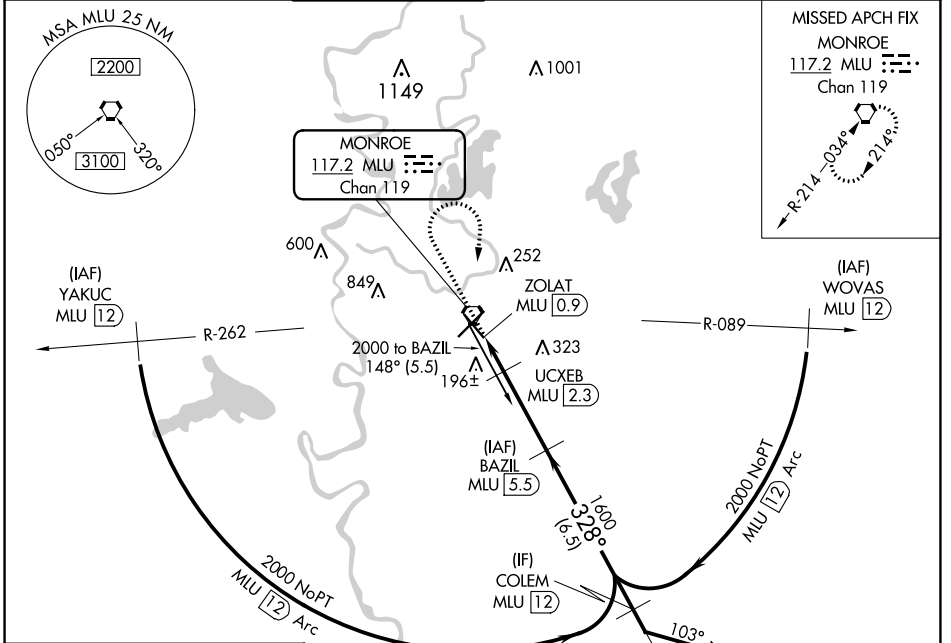 MSA MLU 25 NM
2200
050°
320°
3100
1149
1001
MISSED APCH FIX
MONROE
117.2 MLU
Chan 119
034°
214°
R-214
MONROE
117.2 MLU
Chan 119
600
849
252
(IAF)
YAKUC
MLU 12
R-262
ZOLAT
MLU 0.9
(IAF)
WOVAS
MLU 12
R-089
2000 to BAZIL
148° (5.5)
196±
323
UCXEB
MLU 2.3
(IAF)
BAZIL
MLU 5.5
1600
328°
(6.5)
2000 NoPT
MLU 12 Arc
(IF)
COLEM
MLU 12
2000 NoPT
MLU 12 Arc
103°